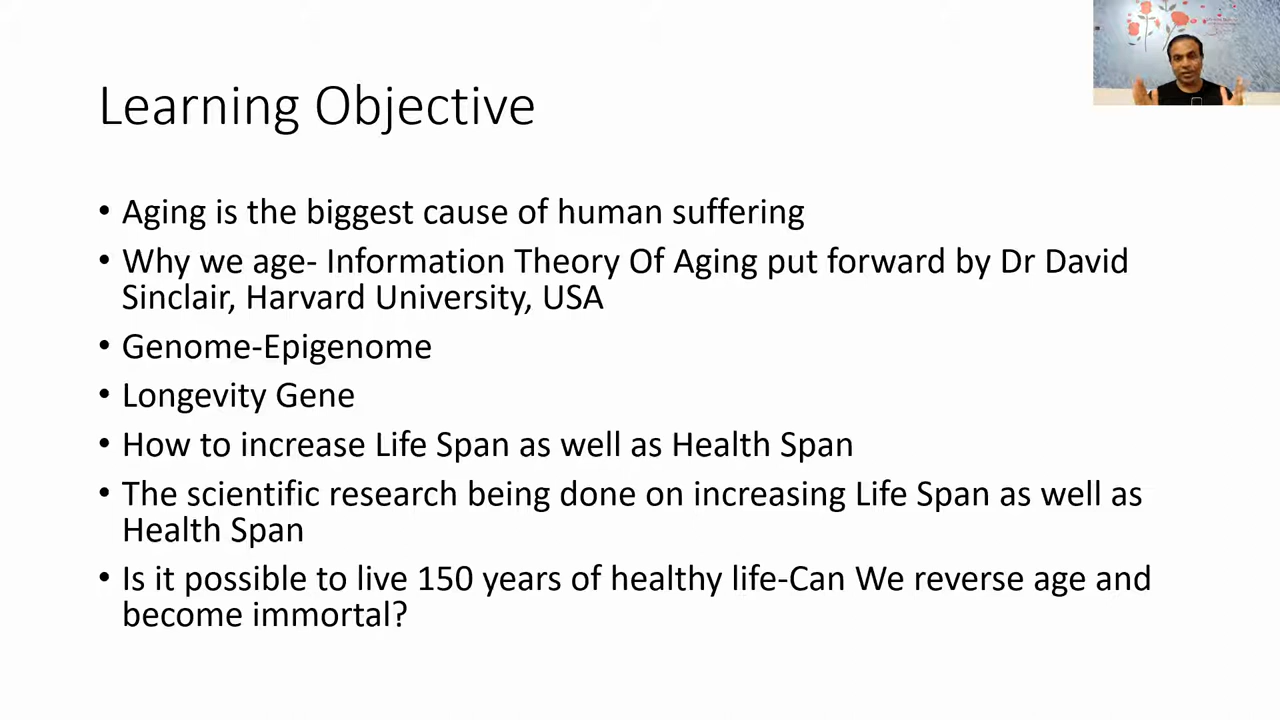 Learning Objective
• Aging is the biggest cause of human suffering
• Why we age- Information Theory Of Aging put forward by Dr David
Sinclair, Harvard University, USA
• Genome-Epigenome
• Longevity Gene
• How to increase Life Span as well as Health Span
• The scientific research being done on increasing Life Span as well as
Health Span
• Is it possible to live 150 years of healthy life-Can We reverse age and
become immortal?